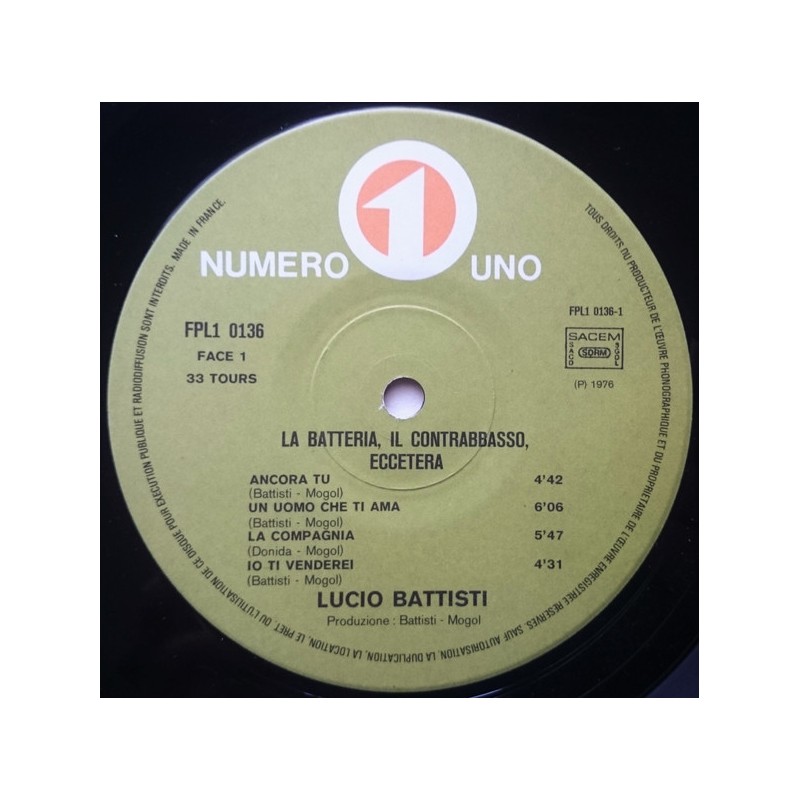 NUMERO 1 UNO
FPL1 0136
FACE 1
33 TOURS
FPL1 0136-1
SACEM
SACD SDRM SGDL
(P) 1976
LA BATTERIA, IL CONTRABBASSO,
ECCETERA
ANCORA TU 4'42
(Battisti - Mogol)
UN UOMO CHE TI AMA 6'06
(Battisti - Mogol)
LA COMPAGNIA 5'47
(Donida - Mogol)
IO TI VENDEREI 4'31
(Battisti - Mogol)
LUCIO BATTISTI
Produzione : Battisti - Mogol
TOUS DROITS DU PRODUCTEUR DE L'ŒUVRE PHONOGRAPHIQUE ET DU PROPRIETAIRE DE L'ŒUVRE ENREGISTREE RESERVES. SAUF AUTORISATION, LA DUPLICATION, LA LOCATION, LE PRET, OU L'UTILISATION DE CE DISQUE POUR EXECUTION PUBLIQUE ET RADIODIFFUSION SONT INTERDITS. MADE IN FRANCE.